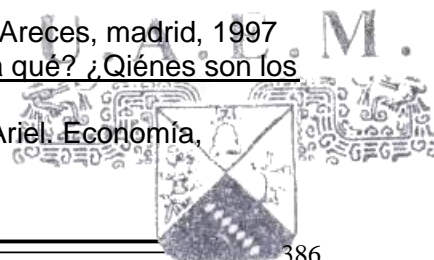 Areces, madrid, 1997
U. A. E. M.
a qué? ¿Qiénes son los
Ariel. Economía,
386